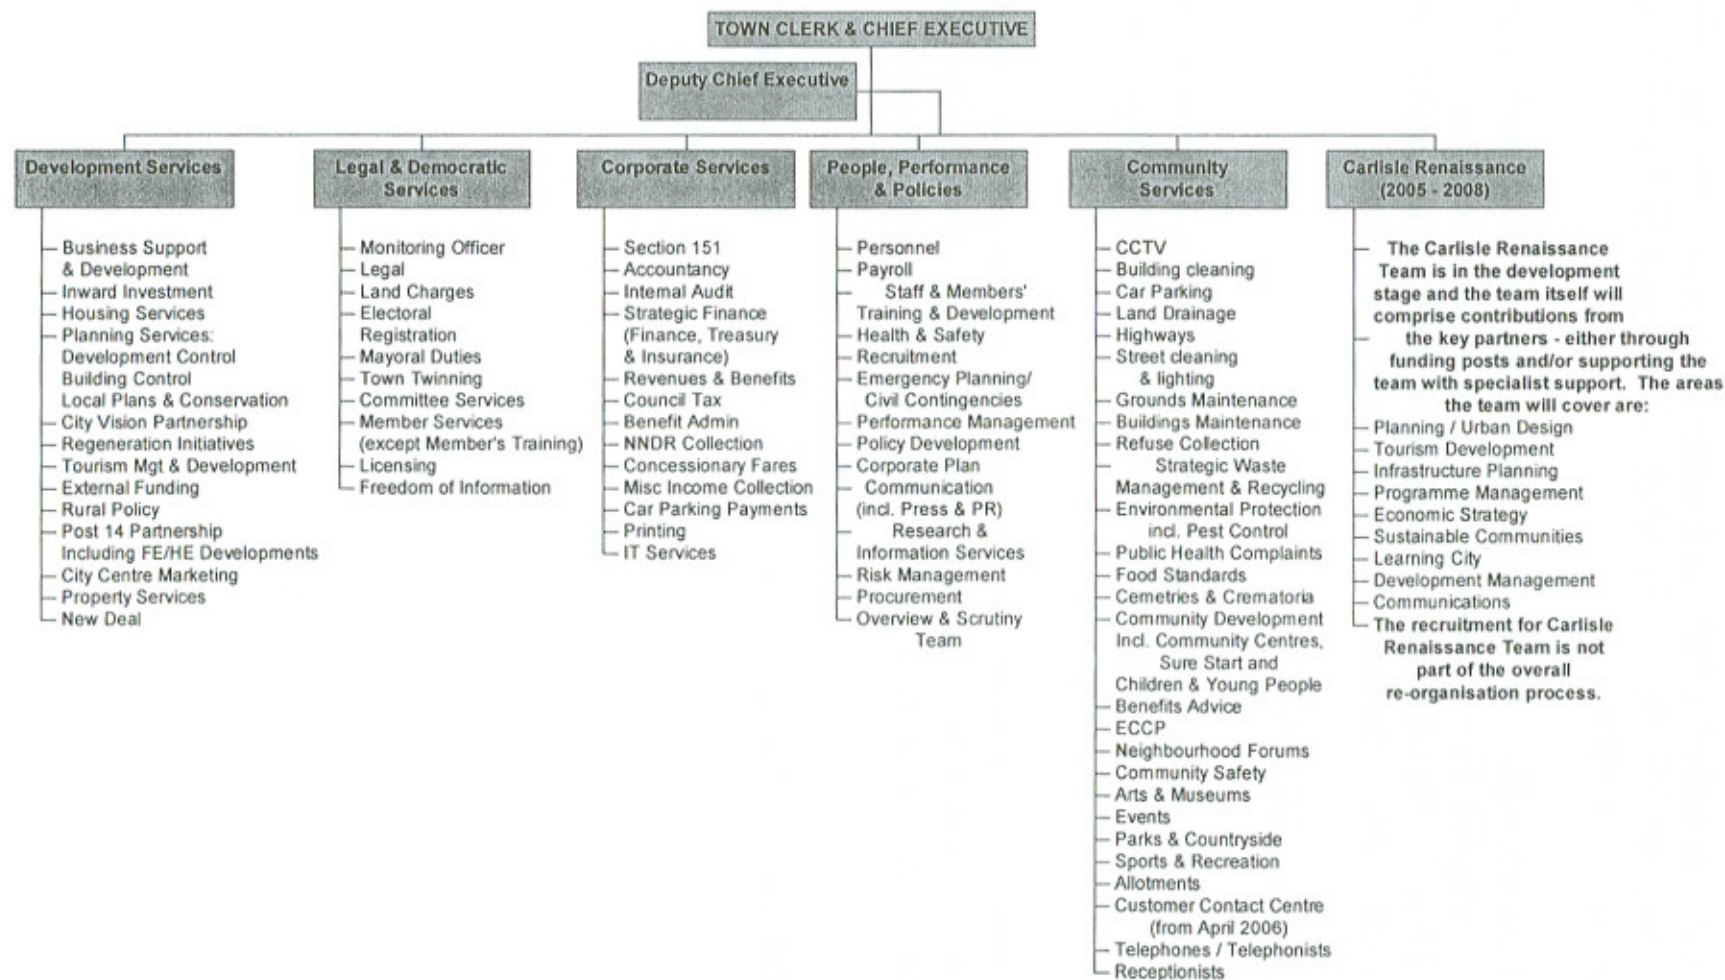 TOWN CLERK & CHIEF EXECUTIVE
Deputy Chief Executive
Development Services
Business Support
& Development
Inward Investment
Housing Services
Planning Services:
Development Control
Building Control
Local Plans & Conservation
City Vision Partnership
Regeneration Initiatives
Tourism Mgt & Development
External Funding
Rural Policy
Post 14 Partnership
Including FE/HE Developments
City Centre Marketing
Property Services
New Deal
Legal & Democratic
Services
Monitoring Officer
Legal
Land Charges
Electoral
Registration
Mayoral Duties
Town Twinning
Committee Services
Member Services
(except Member's Training)
Licensing
Freedom of Information
Corporate Services
Section 151
Accountancy
Internal Audit
Strategic Finance
(Finance, Treasury
& Insurance)
Revenues & Benefits
Council Tax
Benefit Admin
NNDR Collection
Concessionary Fares
Misc Income Collection
Car Parking Payments
Printing
IT Services
People, Performance
& Policies
Personnel
Payroll
Staff & Members'
Training & Development
Health & Safety
Recruitment
Emergency Planning/
Civil Contingencies
Performance Management
Policy Development
Corporate Plan
Communication
(incl. Press & PR)
Research &
Information Services
Risk Management
Procurement
Overview & Scrutiny
Team
Community
Services
CCTV
Building cleaning
Car Parking
Land Drainage
Highways
Street cleaning
& lighting
Grounds Maintenance
Buildings Maintenance
Refuse Collection
Strategic Waste
Management & Recycling
Environmental Protection
incl. Pest Control
Public Health Complaints
Food Standards
Cemetries & Crematoria
Community Development
Incl. Community Centres,
Sure Start and
Children & Young People
Benefits Advice
ECCP
Neighbourhood Forums
Community Safety
Arts & Museums
Events
Parks & Countryside
Sports & Recreation
Allotments
Customer Contact Centre
(from April 2006)
Telephones / Telephonists
Receptionists
Carlisle Renaissance
(2005 - 2008)
The Carlisle Renaissance
Team is in the development
stage and the team itself will
comprise contributions from
the key partners - either through
funding posts and/or supporting the
team with specialist support. The areas
the team will cover are:
Planning / Urban Design
Tourism Development
Infrastructure Planning
Programme Management
Economic Strategy
Sustainable Communities
Learning City
Development Management
Communications
The recruitment for Carlisle
Renaissance Team is not
part of the overall
re-organisation process.